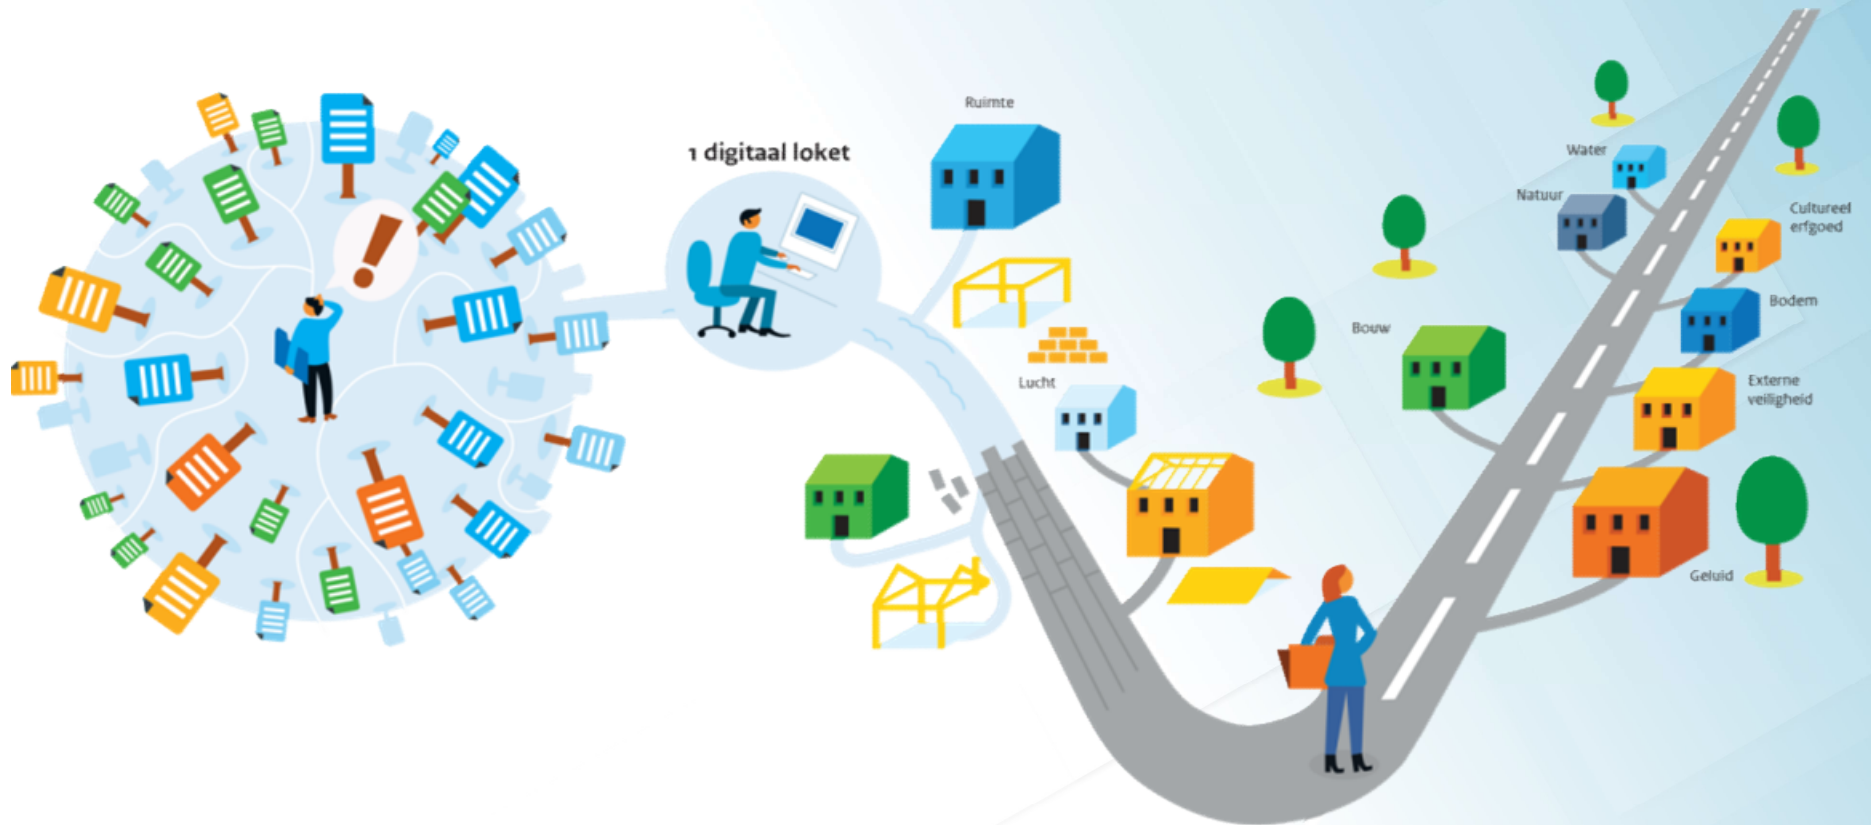 1 digitaal loket
Ruimte
Lucht
Bouw
Water
Natuur
Cultureel
erfgoed
Bodem
Externe
veiligheid
Geluid